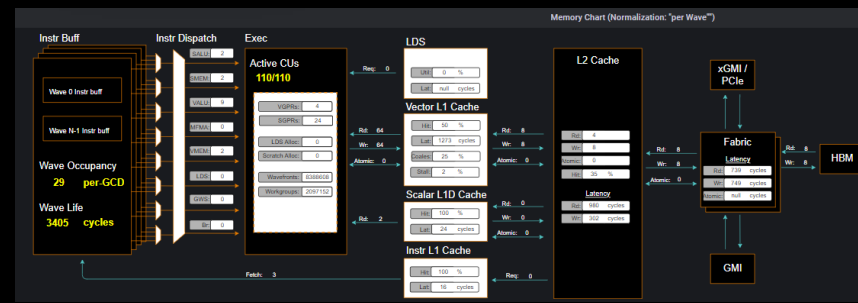 Memory Chart (Normalization: "per Wave"")
Instr Buff
Wave 0 Instr buff
Wave N-1 Instr buff
Wave Occupancy
29 per-GCD
Wave Life
3405 cycles
Instr Dispatch
SALU: 2
SMEM: 2
VALU: 9
MFMA: 0
VMEM: 2
LDS: 0
GWS: 0
Br: 0
Exec
Active CUs
110/110
VGPRs: 4
SGPRs: 24
LDS Alloc: 0
Scratch Alloc: 0
Wavefronts: 8388608
Workgroups: 2097152
Req: 0
Rd: 64
Wr: 64
Atomic: 0
Rd: 2
Fetch: 3
LDS
Util: 0 %
Lat: null cycles
Vector L1 Cache
Hit: 50 %
Lat: 1273 cycles
Coales: 25 %
Stall: 2 %
Scalar L1D Cache
Hit: 100 %
Lat: 24 cycles
Instr L1 Cache
Hit: 100 %
Lat: 16 cycles
Rd: 8
Wr: 8
Atomic: 0
Rd: 0
Wr: 0
Atomic: 0
Req: 0
L2 Cache
Rd: 4
Wr: 8
Atomic: 0
Hit: 35 %
Latency
Rd: 980 cycles
Wr: 302 cycles
Rd: 8
Wr: 8
Atomic: 0
xGMI /
PCIe
Fabric
Latency
Rd: 739 cycles
Wr: 749 cycles
Atomic: null cycles
GMI
Rd: 8
Wr: 8
HBM